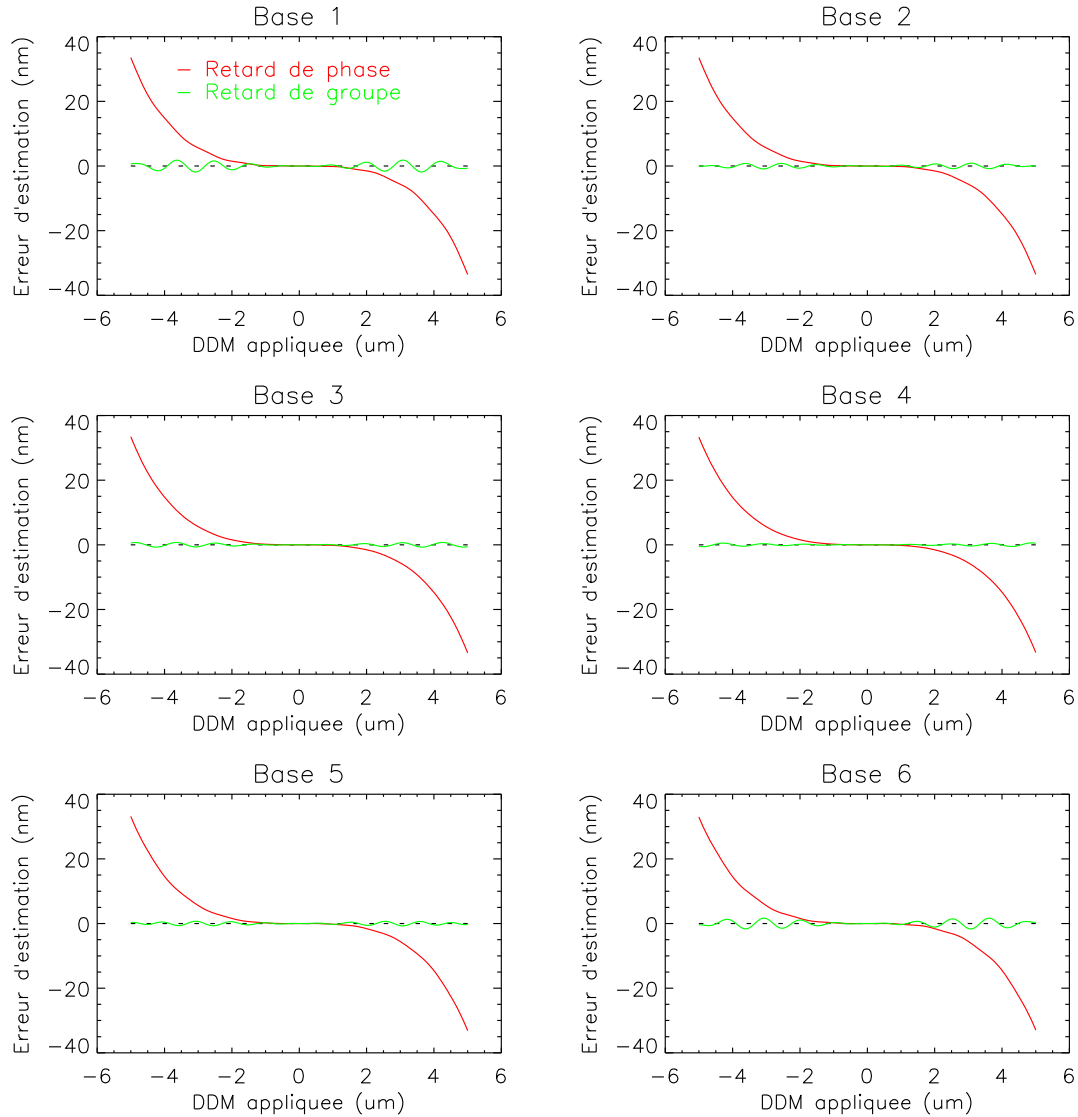 Base 1
Erreur d'estimation (nm)
40
20
0
−20
−40
— Retard de phase
— Retard de groupe
−6 −4 −2 0 2 4 6
DDM appliquee (um)
Base 2
Erreur d'estimation (nm)
40
20
0
−20
−40
−6 −4 −2 0 2 4 6
DDM appliquee (um)
Base 3
Erreur d'estimation (nm)
40
20
0
−20
−40
−6 −4 −2 0 2 4 6
DDM appliquee (um)
Base 4
Erreur d'estimation (nm)
40
20
0
−20
−40
−6 −4 −2 0 2 4 6
DDM appliquee (um)
Base 5
Erreur d'estimation (nm)
40
20
0
−20
−40
−6 −4 −2 0 2 4 6
DDM appliquee (um)
Base 6
Erreur d'estimation (nm)
40
20
0
−20
−40
−6 −4 −2 0 2 4 6
DDM appliquee (um)